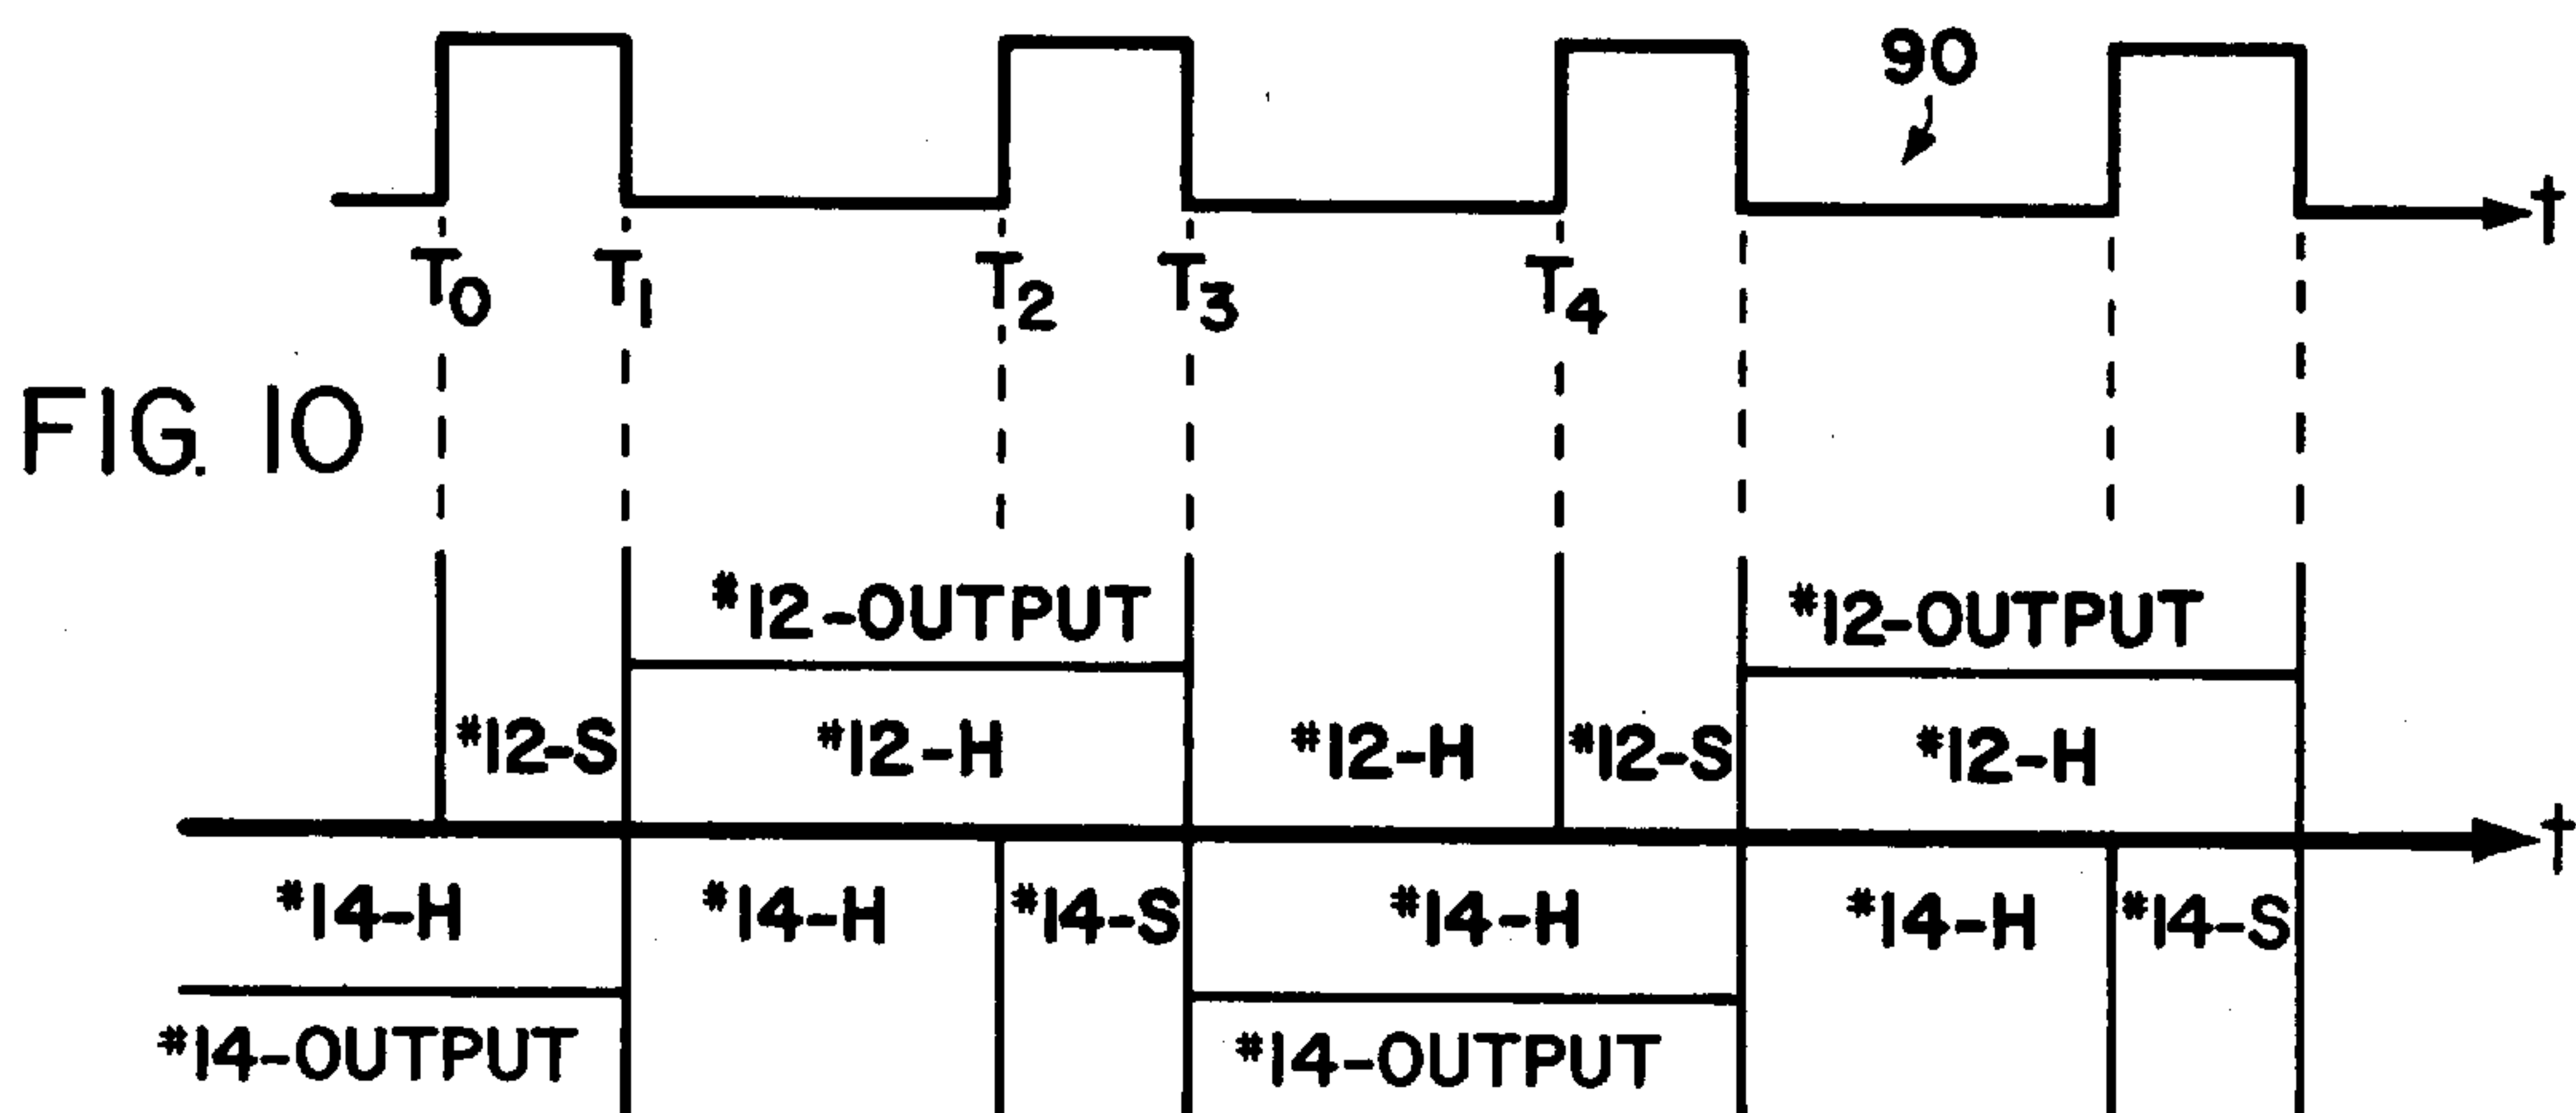 90
t
T0 T1 T2 T3 T4
FIG. 10
#12-OUTPUT #12-OUTPUT
#12-S #12-H #12-H #12-S #12-H
t
#14-H #14-H #14-S #14-H #14-H #14-S
#14-OUTPUT #14-OUTPUT